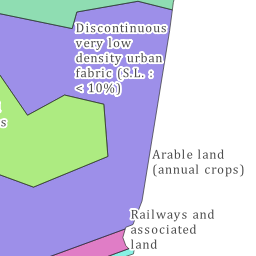 Discontinuous
very low
density urban
fabric (S.L. :
< 10%)
s
Arable land
(annual crops)
Railways and
associated
land